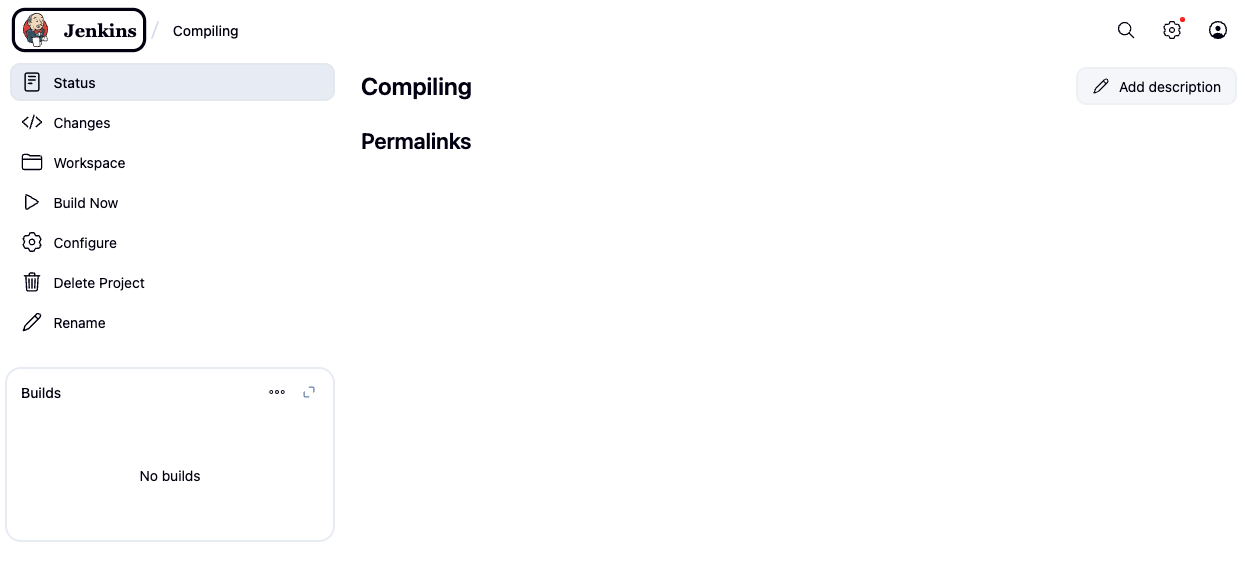 Jenkins / Compiling
Status
Changes
Workspace
Build Now
Configure
Delete Project
Rename
Builds
No builds
Compiling
Add description
Permalinks